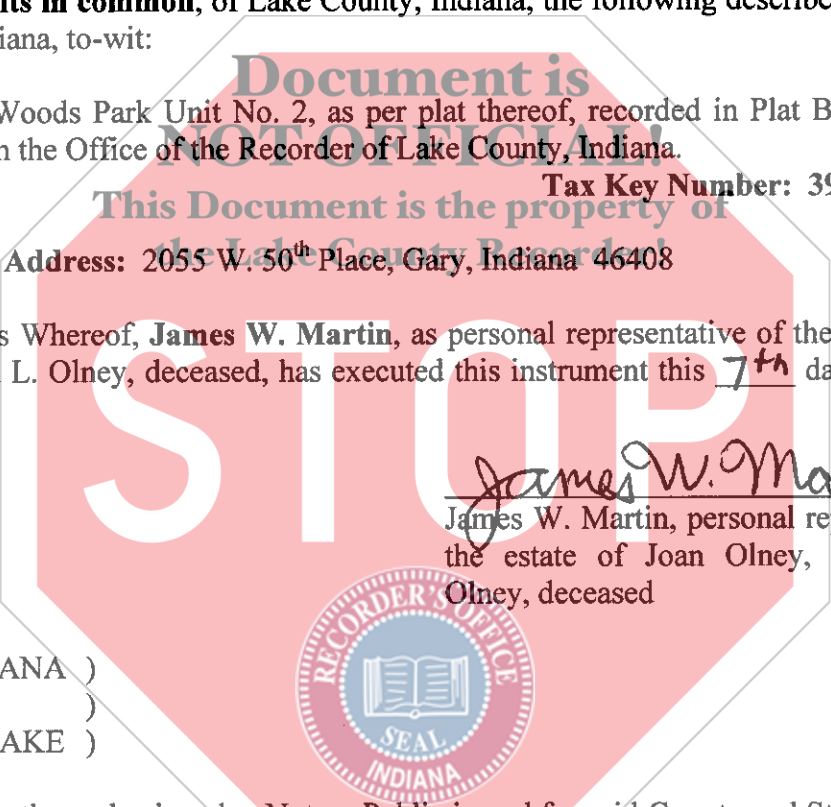 in common, of Lake County, Indiana, the following
iana, to-wit:
Document is
Woods Park Unit No. 2, as per plat thereof, recorded in Plat B
NOT OFFICIAL!
the Office of the Recorder of Lake County, Indiana.
Tax Key Number: 39
This Document is the property of
the Lake County Recorder!
Address: 2055 W. 50th Place, Gary, Indiana 46408
s Whereof, James W. Martin, as personal representative of the
L. Olney, deceased, has executed this instrument this 7th da
STOP
James W. Ma
James W. Martin, personal re
the estate of Joan Olney,
Olney, deceased
RECORDER'S OFFICE
SEAL
INDIANA
ANA )
)
AKE )